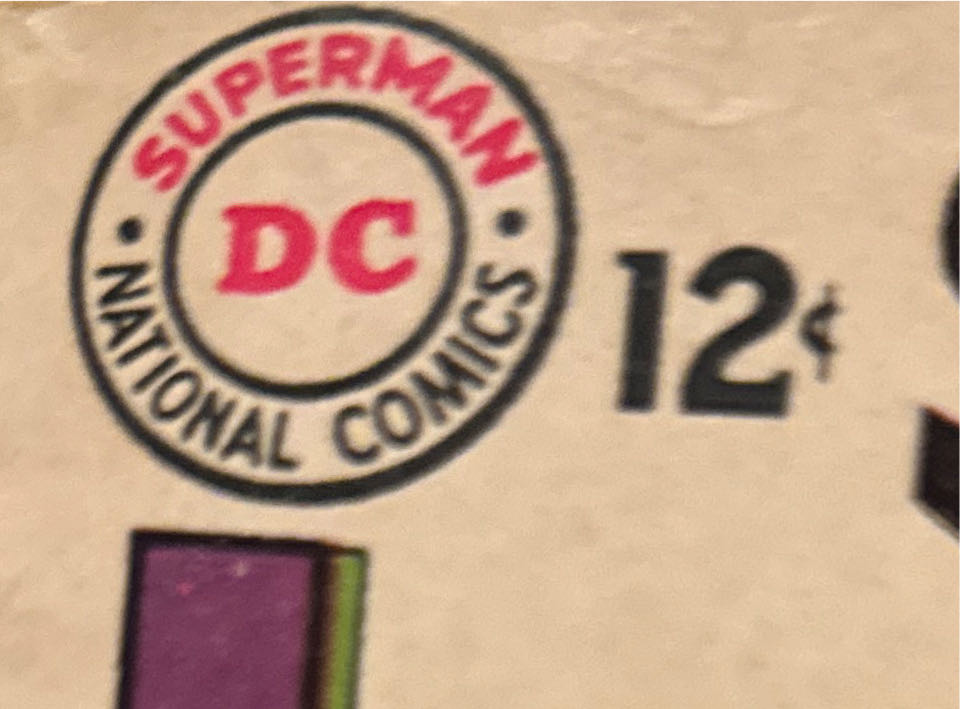 SUPERMAN
DC
NATIONAL COMICS
12¢